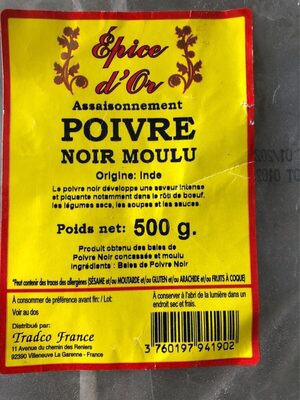 Épice
d'Or
Assaisonnement
POIVRE
NOIR MOULU
Origine: Inde
Le poivre noir développe une saveur intense
et piquante notamment dans le rôti de boeuf,
les légumes secs, les soupes et les sauces.
Poids net: 500 g.
Produit obtenu des baies de
Poivre Noir concassée et moulu
Ingrédients : Baies de Poivre Noir
*Peut contenir des traces des allergènes (SÉSAME et/ou MOUTARDE et/ou GLUTEN et/ou ARACHIDE et/ou FRUITS À COQUE)
À consommer de préférence avant fin: / Lot:
Voir au dos
À conserver à l'abri de la lumière dans un
endroit sec et frais.
Distribué par:
Tradco France
11 Avenue du chemin des Reniers
92390 Villeneuve La Garenne - France
3 760197 941902